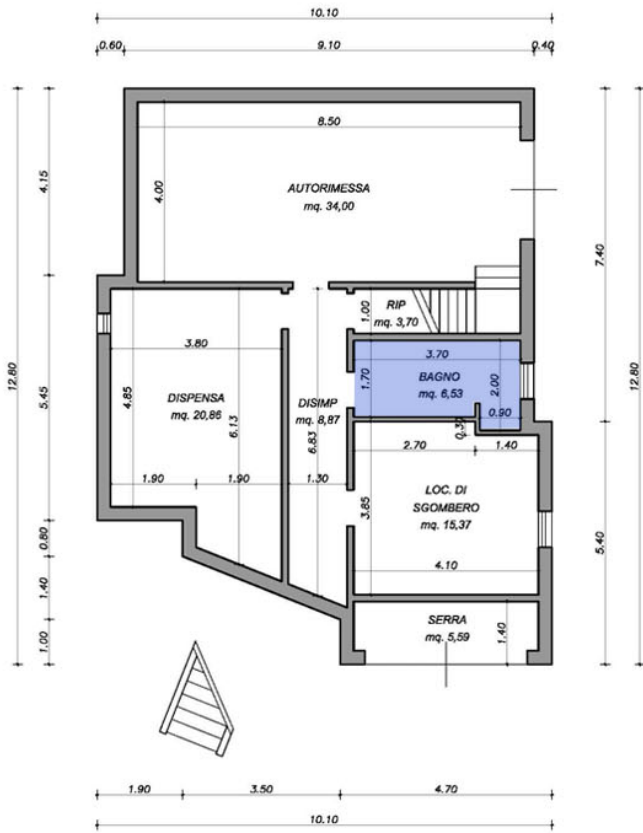 10.10
0.60
9.10
0.40
8.50
4.15
4.00
AUTORIMESSA
mq. 34,00
7.40
12.80
12.80
RIP
mq. 3,70
1.00
3.80
3.70
BAGNO
mq. 6,53
1.70
2.00
0.90
5.45
4.85
DISPENSA
mq. 20,86
6.13
DISIMP
mq. 8,87
6.83
0.30
2.70
1.40
1.90
1.90
1.30
LOC. DI
SGOMBERO
mq. 15,37
3.85
4.10
5.40
0.80
1.40
1.00
SERRA
mq. 5,59
1.40
1.90
3.50
4.70
10.10